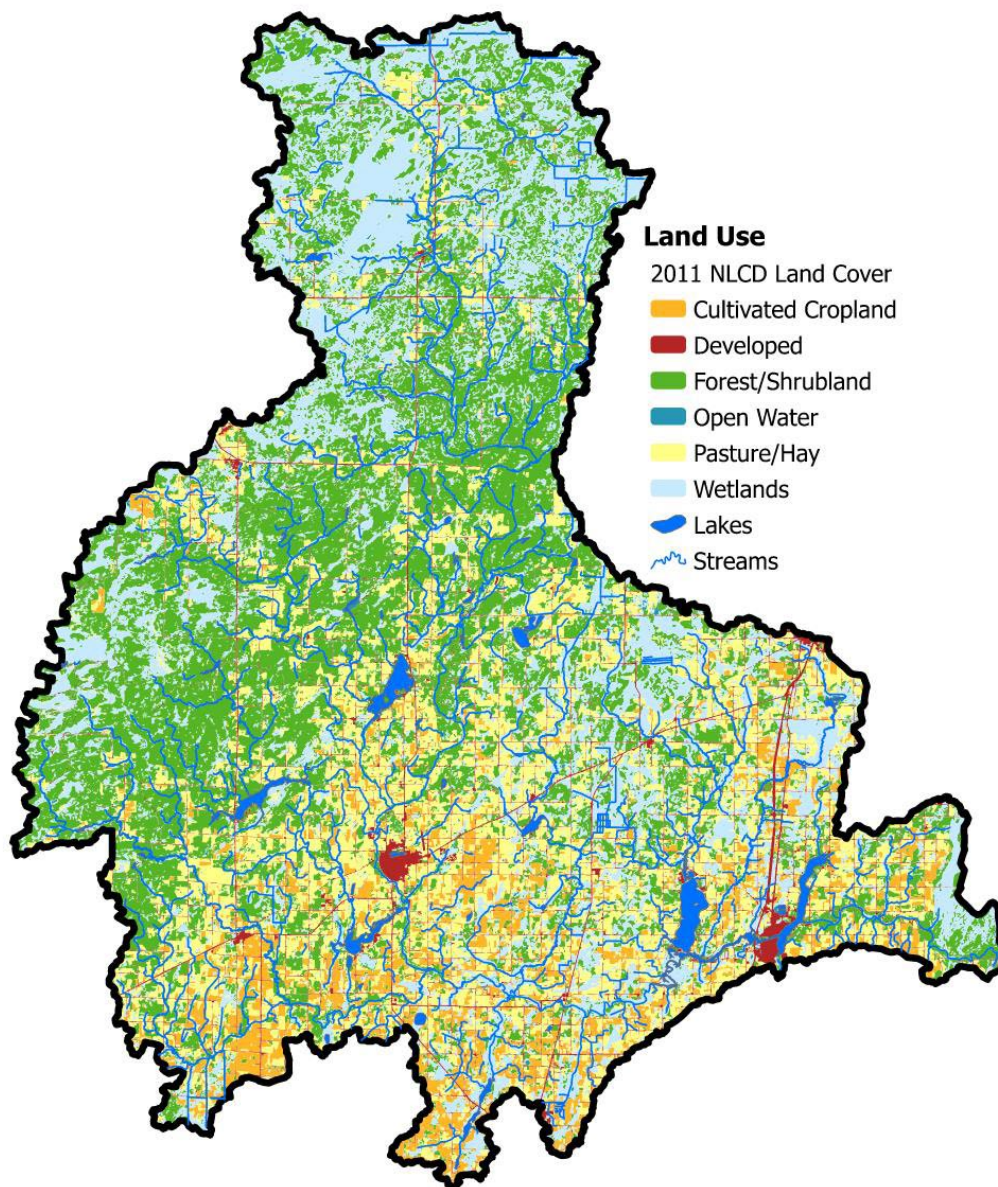 Land Use
2011 NLCD Land Cover
Cultivated Cropland
Developed
Forest/Shrubland
Open Water
Pasture/Hay
Wetlands
Lakes
Streams